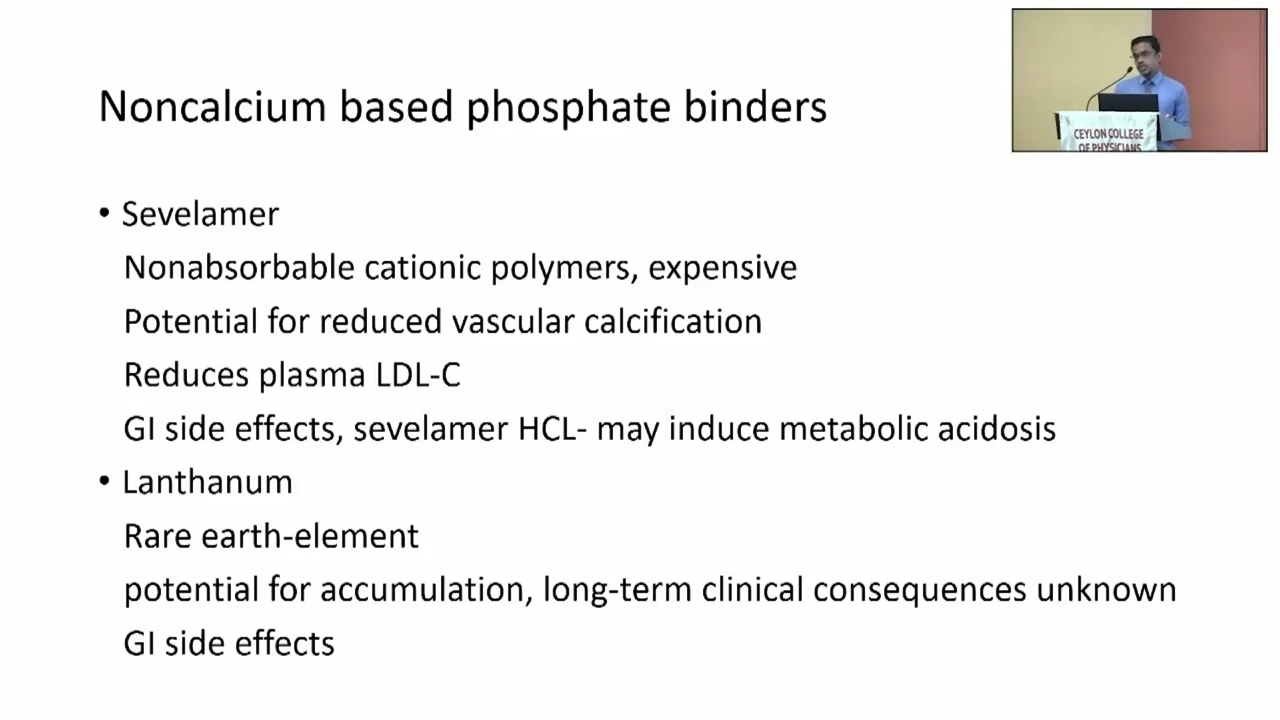 Noncalcium based phosphate binders
CEYLON COLLEGE
OF PHYSICIANS
• Sevelamer
Nonabsorbable cationic polymers, expensive
Potential for reduced vascular calcification
Reduces plasma LDL-C
GI side effects, sevelamer HCL- may induce metabolic acidosis
• Lanthanum
Rare earth-element
potential for accumulation, long-term clinical consequences unknown
GI side effects